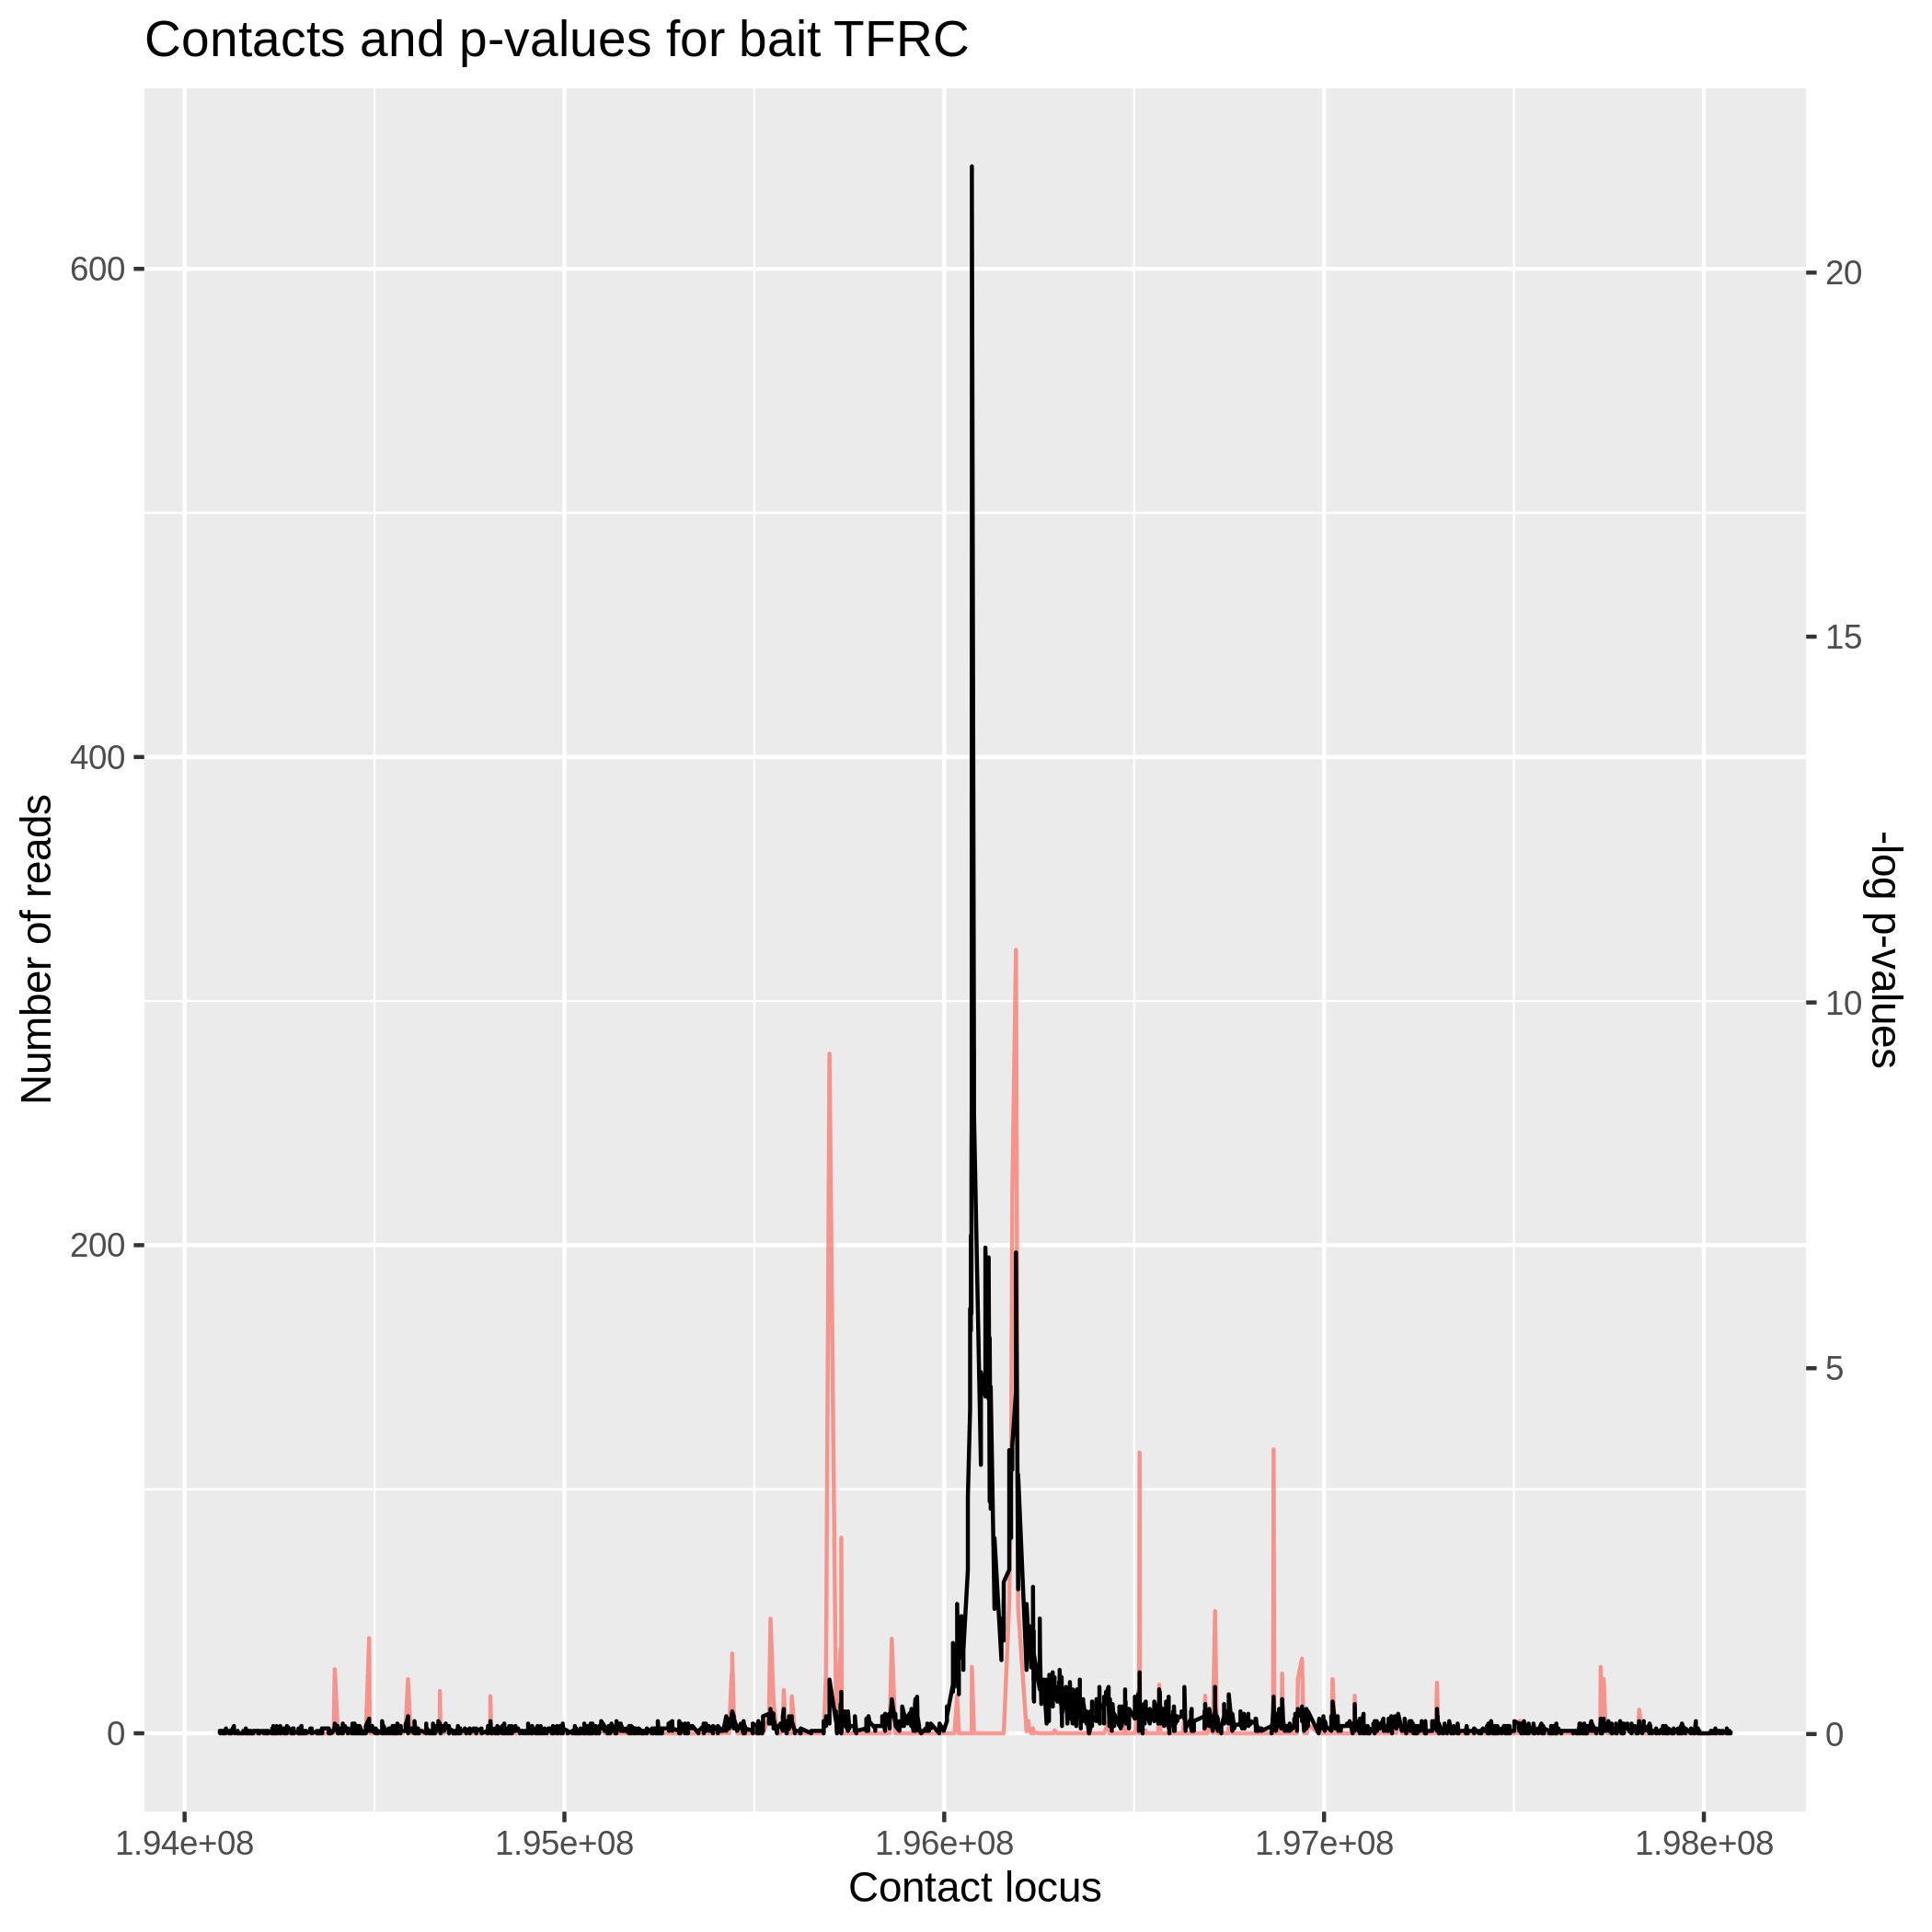 Contacts and p-values for bait TFRC
600
400
200
0
20
15
10
5
0
Number of reads
-log p-values
1.94e+08
1.95e+08
1.96e+08
1.97e+08
1.98e+08
Contact locus